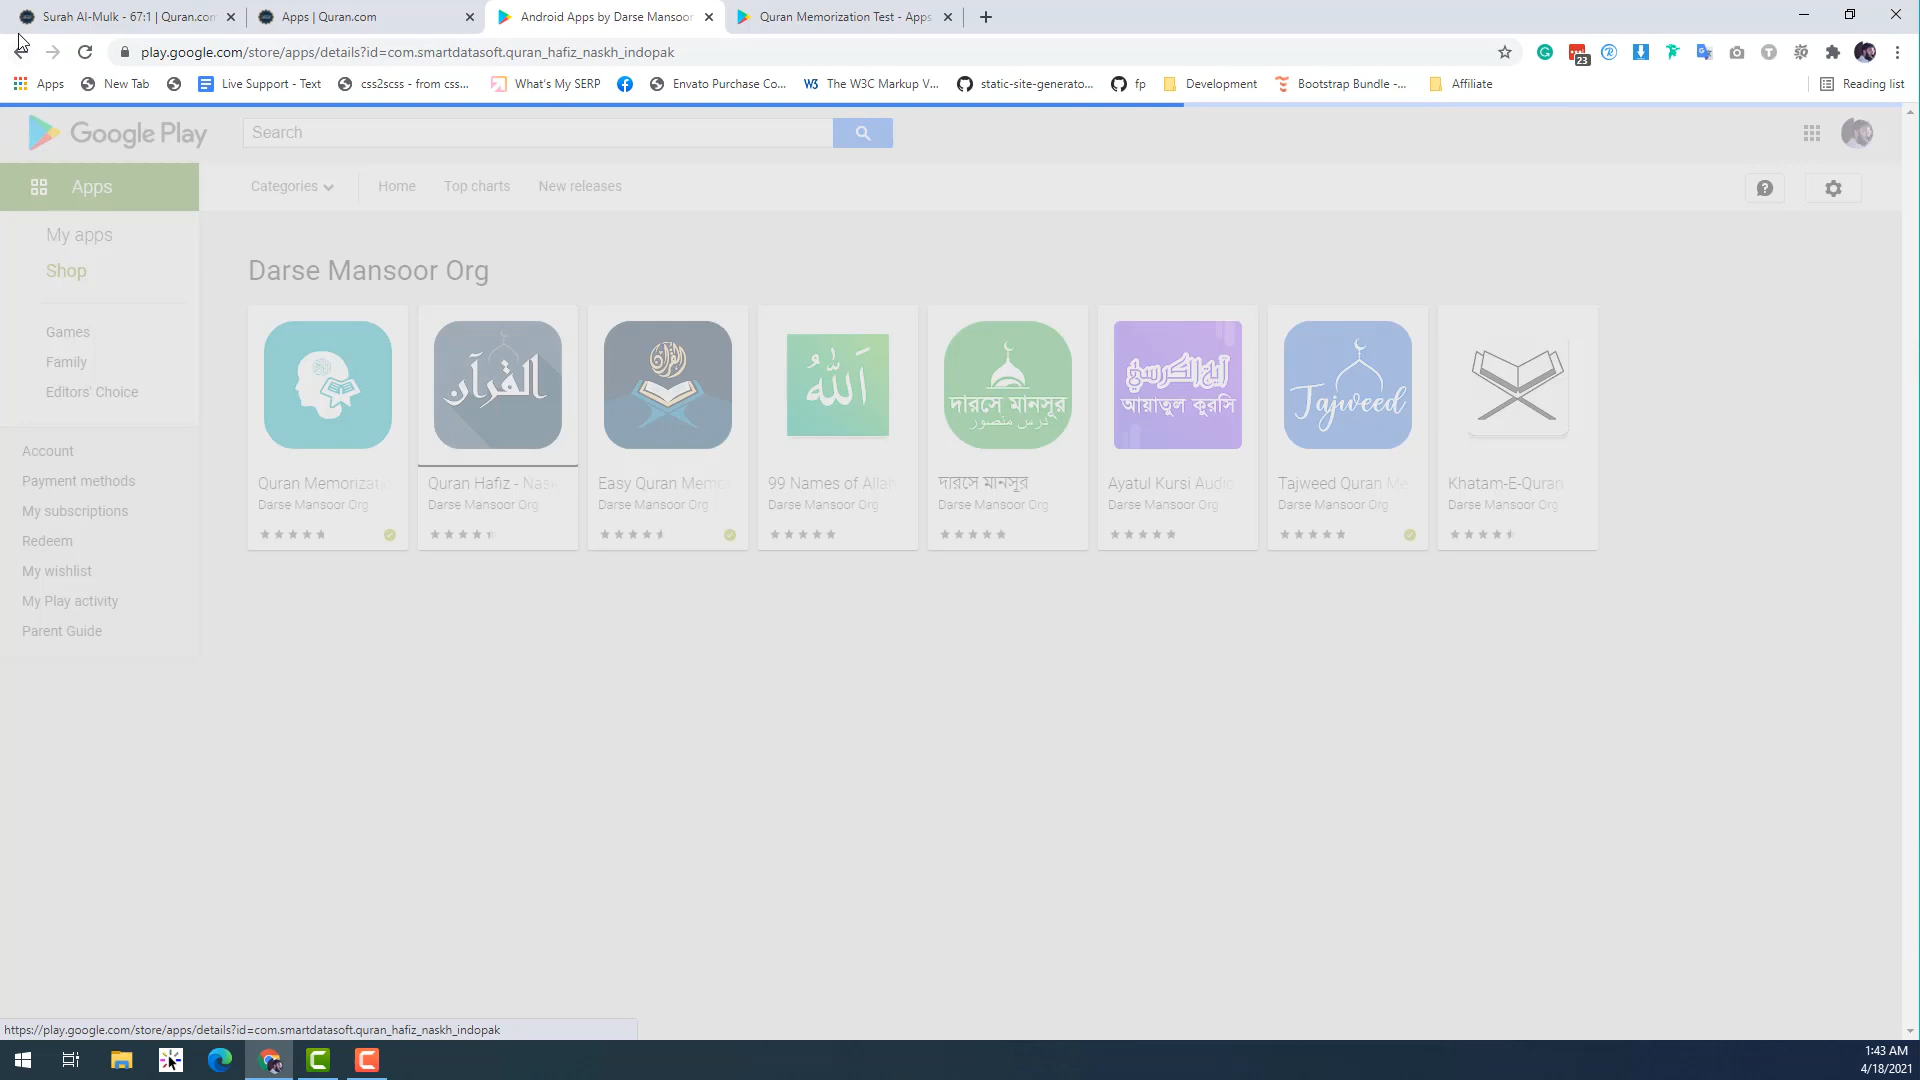 Surah Al-Mulk - 67:1 | Quran.com
Apps | Quran.com
Android Apps by Darse Mansoor
Quran Memorization Test - Apps
play.google.com/store/apps/details?id=com.smartdatasoft.quran_hafiz_naskh_indopak
23
Apps
New Tab
Live Support - Text
css2scss - from css...
What's My SERP
Envato Purchase Co...
W3
The W3C Markup V...
static-site-generato...
fp
Development
Bootstrap Bundle -...
Affiliate
Reading list
Google Play
Search
Apps
Categories
Home
Top charts
New releases
My apps
Shop
Games
Family
Editors' Choice
Account
Payment methods
My subscriptions
Redeem
My wishlist
My Play activity
Parent Guide
Darse Mansoor Org
القرآن
الله
দারসে মানসূর
درس منصور
آية الكرسي
আয়াতুল কুরসি
Tajweed
Quran Memorizati
Darse Mansoor Org
Quran Hafiz - Nas
Darse Mansoor Org
Easy Quran Memo
Darse Mansoor Org
99 Names of Allah
Darse Mansoor Org
দারসে মানসূর
Darse Mansoor Org
Ayatul Kursi Audio
Darse Mansoor Org
Tajweed Quran Me
Darse Mansoor Org
Khatam-E-Quran
Darse Mansoor Org
https://play.google.com/store/apps/details?id=com.smartdatasoft.quran_hafiz_naskh_indopak
1:43 AM
4/18/2021